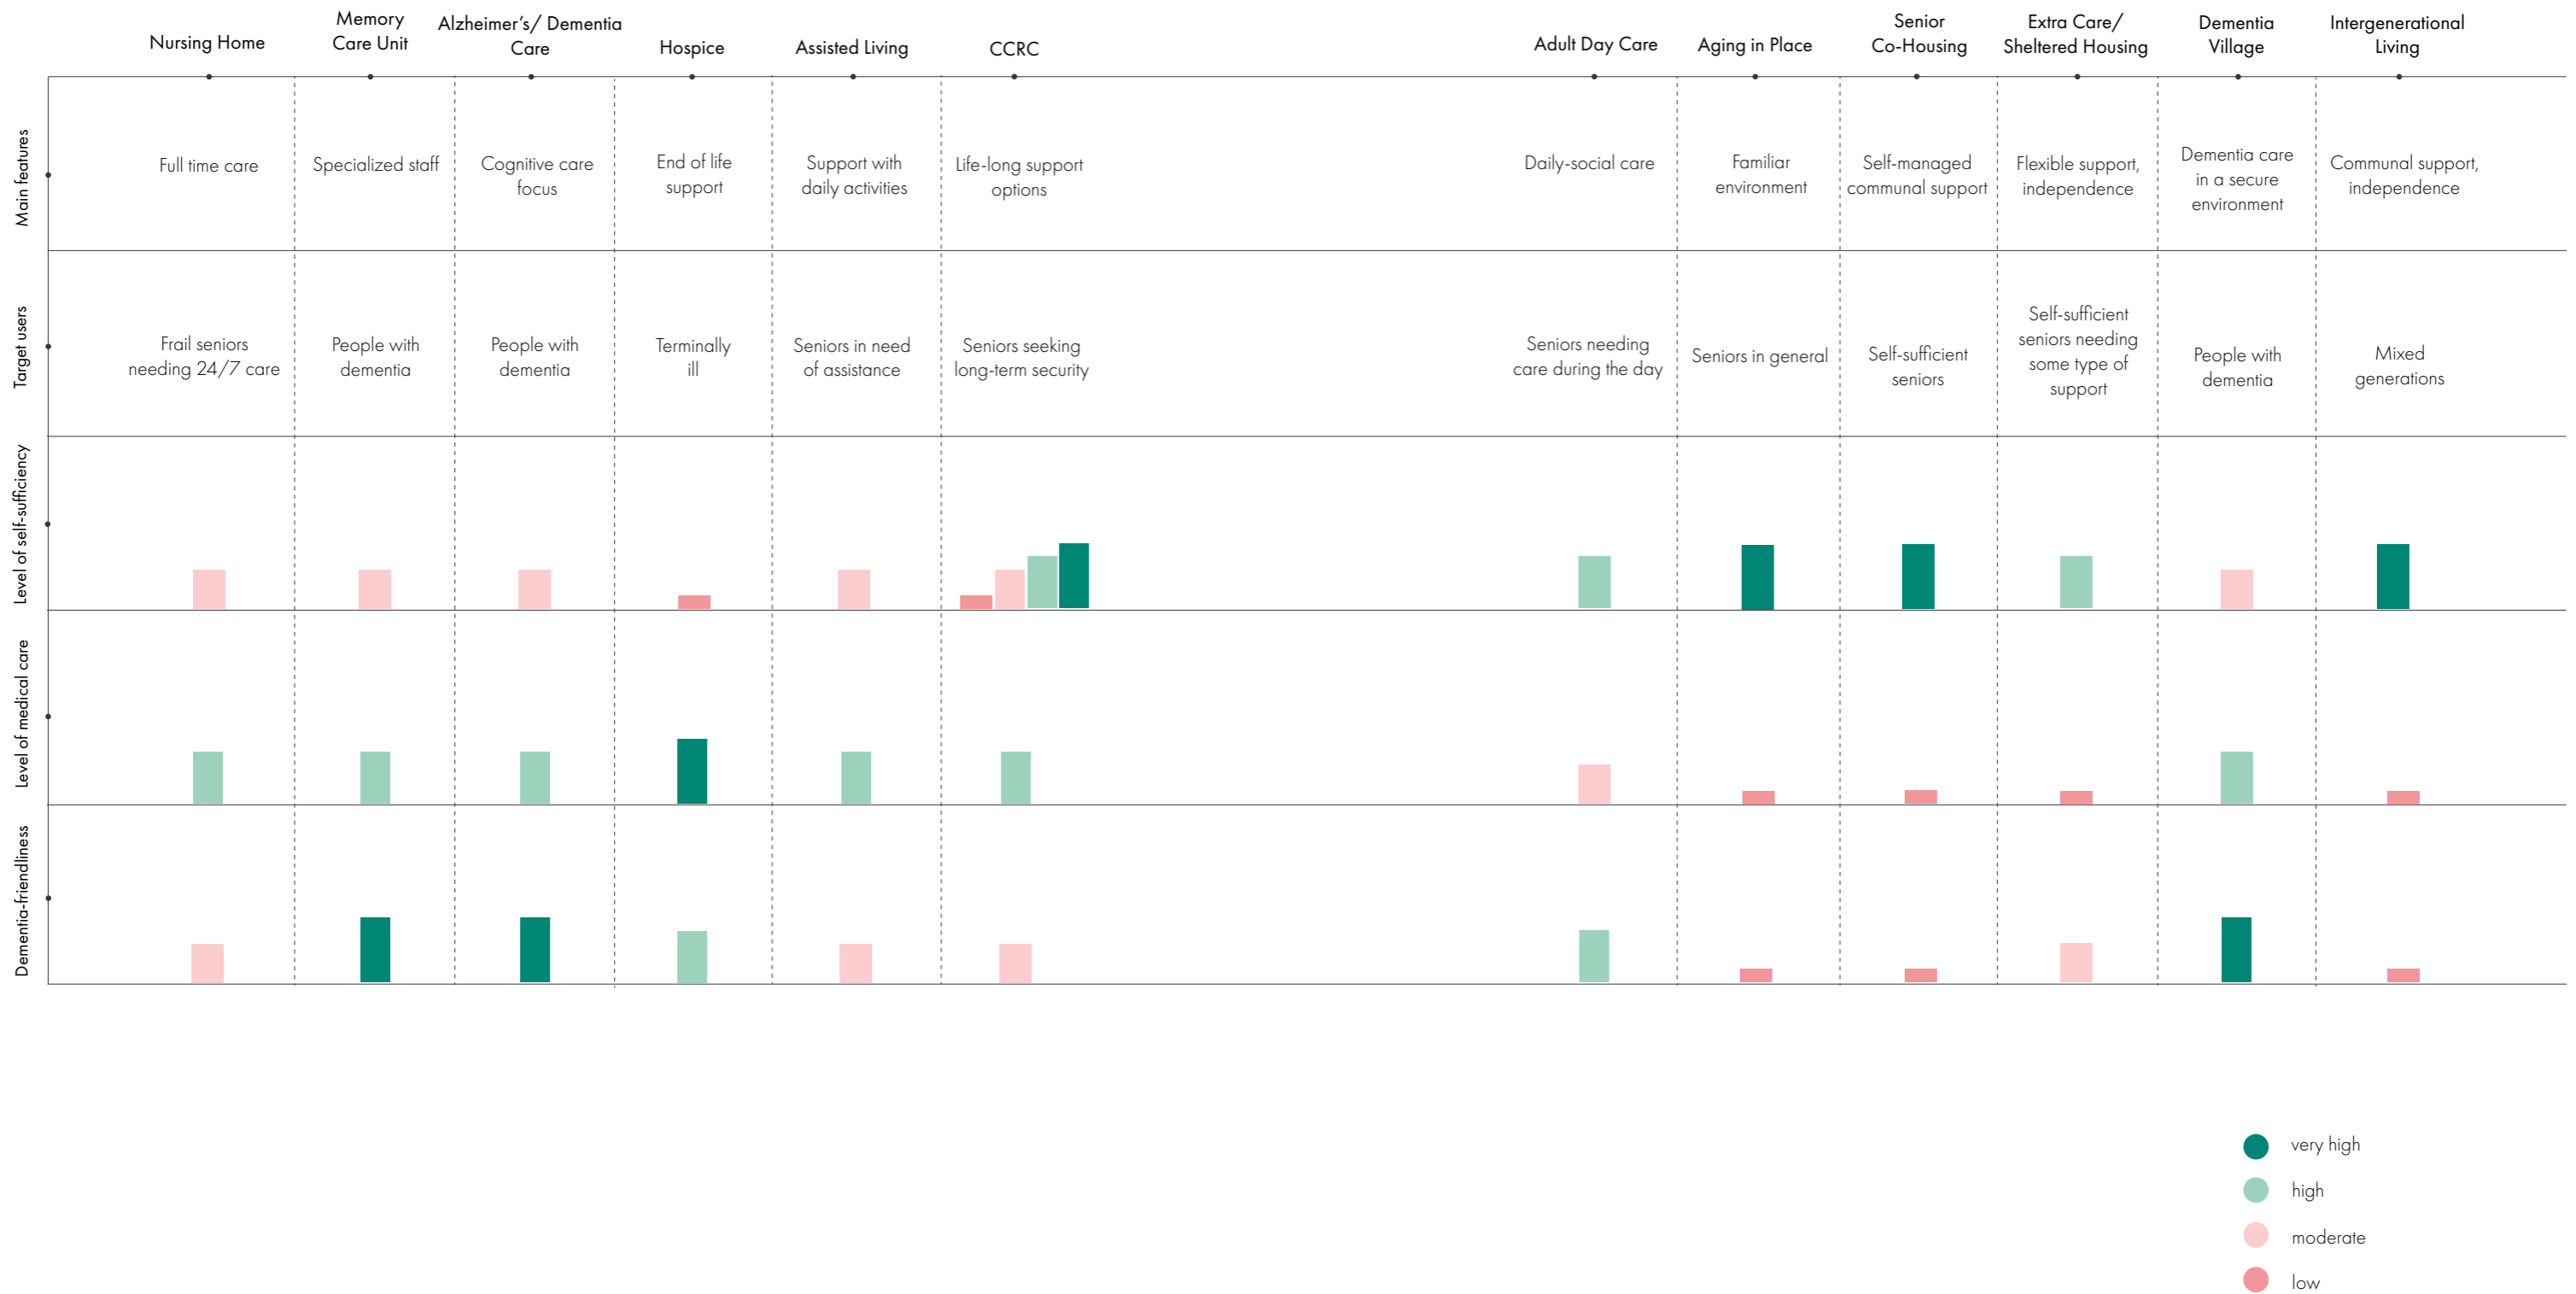 Nursing Home
Memory
Care Unit
Alzheimer's/ Dementia
Care
Hospice
Assisted Living
CCRC
Adult Day Care
Aging in Place
Senior
Co-Housing
Extra Care/
Sheltered Housing
Dementia
Village
Intergenerational
Living
Main features
Full time care
Specialized staff
Cognitive care
focus
End of life
support
Support with
daily activities
Life-long support
options
Daily-social care
Familiar
environment
Self-managed
communal support
Flexible support,
independence
Dementia care
in a secure
environment
Communal support,
independence
Target users
Frail seniors
needing 24/7 care
People with
dementia
People with
dementia
Terminally
ill
Seniors in need
of assistance
Seniors seeking
long-term security
Seniors needing
care during the day
Seniors in general
Self-sufficient
seniors
Self-sufficient
seniors needing
some type of
support
People with
dementia
Mixed
generations
Level of self-sufficiency
Level of medical care
Dementia-friendliness
very high
high
moderate
low